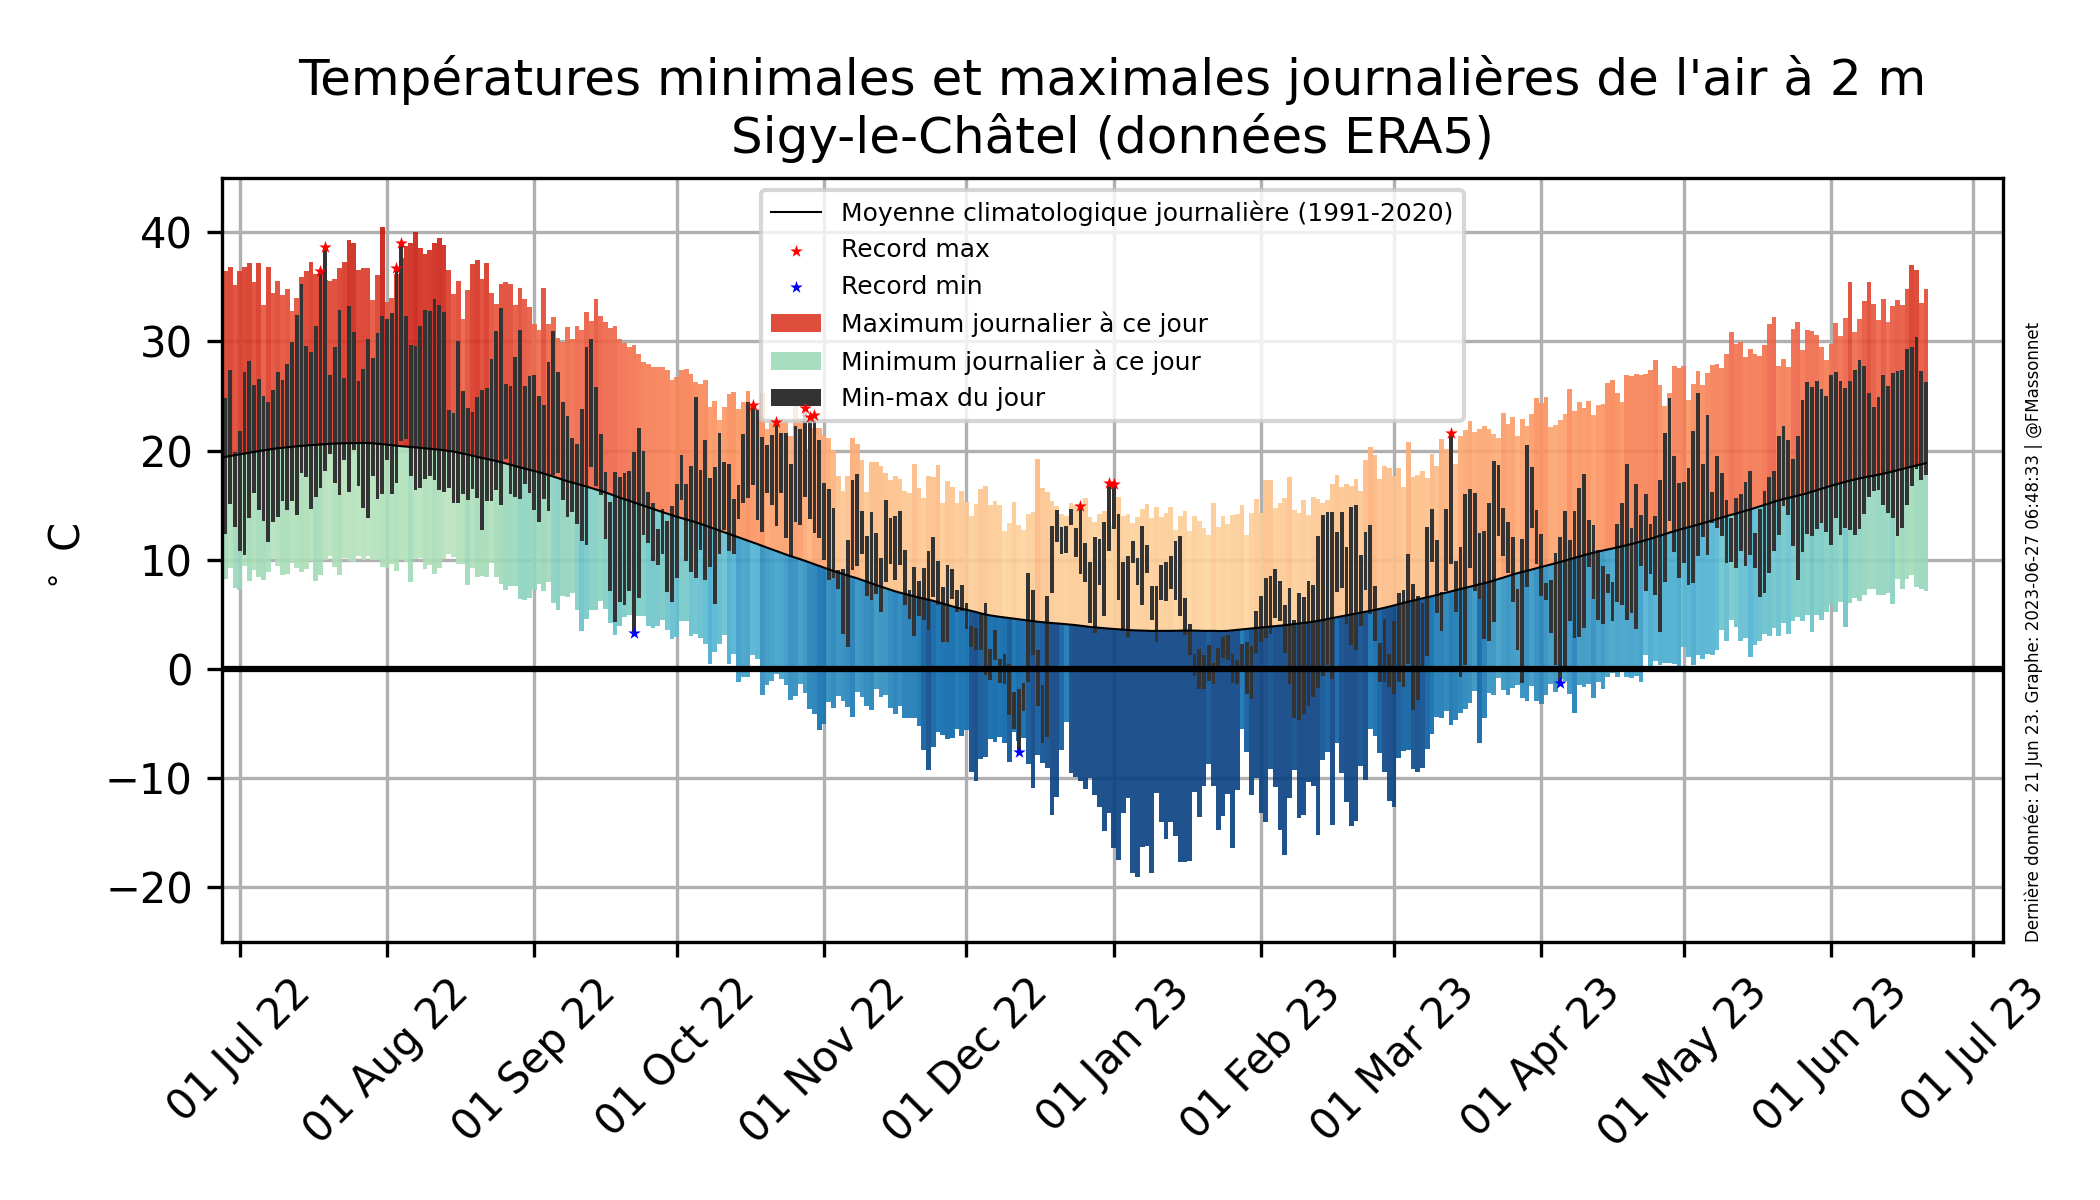 Températures minimales et maximales journalières de l'air à 2 m
Sigy-le-Châtel (données ERA5)
Moyenne climatologique journalière (1991-2020)
Record max
Record min
Maximum journalier à ce jour
Minimum journalier à ce jour
Min-max du jour
° C
40
30
20
10
0
−10
−20
01 Jul 22
01 Aug 22
01 Sep 22
01 Oct 22
01 Nov 22
01 Dec 22
01 Jan 23
01 Feb 23
01 Mar 23
01 Apr 23
01 May 23
01 Jun 23
01 Jul 23
Dernière donnée: 21 Jun 23. Graphe: 2023-06-27 06:48:33 | @FMassonnet